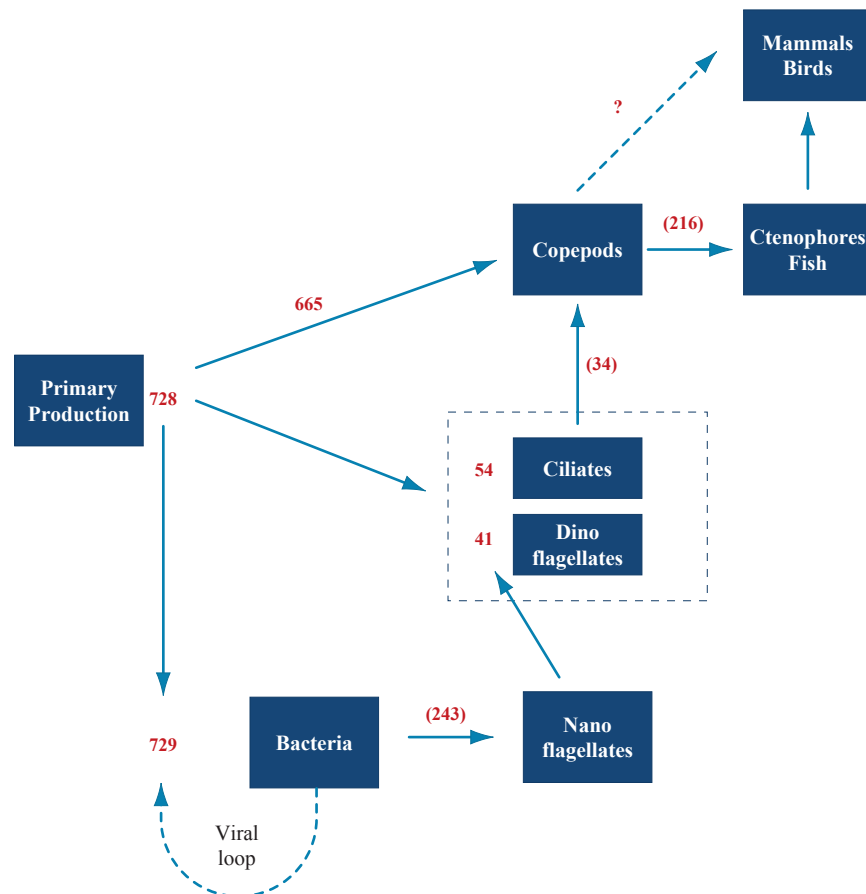 Mammals
Birds
?
Copepods
(216)
Ctenophores
Fish
665
(34)
Primary
Production
728
54
Ciliates
41
Dino
flagellates
729
Bacteria
(243)
Nano
flagellates
Viral
loop